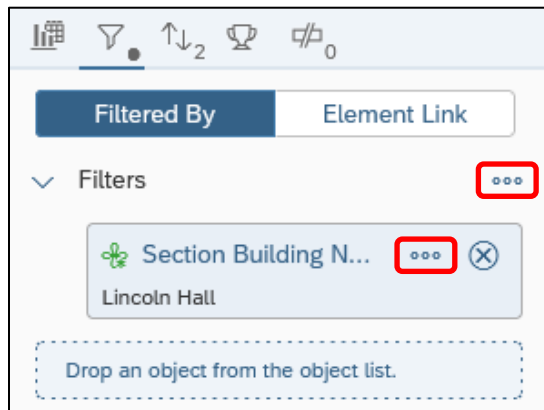 2 0
Filtered By Element Link
Filters
Section Building N...
Lincoln Hall
Drop an object from the object list.